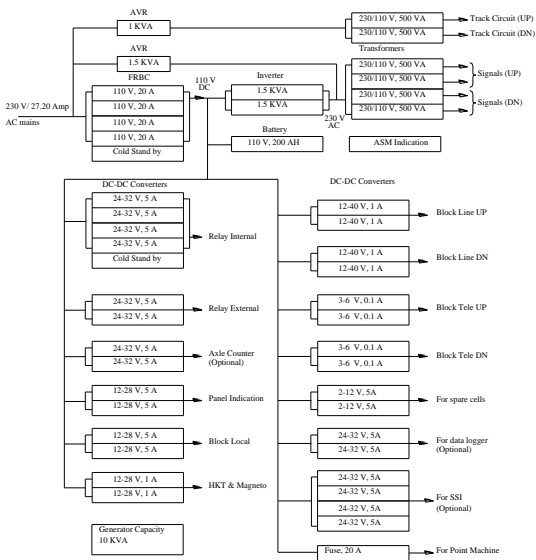 AVR
1 KVA
230/110 V, 500 VA
230/110 V, 500 VA
Track Circuit (UP)
Track Circuit (DN)
AVR
1.5 KVA
Transformers
FRBC
110 V, 20 A
110 V, 20 A
110 V, 20 A
110 V, 20 A
Cold Stand by
110 V
DC
Inverter
1.5 KVA
1.5 KVA
230 V
AC
230/110 V, 500 VA
230/110 V, 500 VA
230/110 V, 500 VA
230/110 V, 500 VA
Signals (UP)
Signals (DN)
230 V/ 27.20 Amp
AC mains
Battery
110 V, 200 AH
ASM Indication
DC-DC Converters
24-32 V, 5 A
24-32 V, 5 A
24-32 V, 5 A
24-32 V, 5 A
Cold Stand by
Relay Internal
24-32 V, 5 A
24-32 V, 5 A
Relay External
24-32 V, 5 A
24-32 V, 5 A
Axle Counter
(Optional)
12-28 V, 5 A
12-28 V, 5 A
Panel Indication
12-28 V, 5 A
12-28 V, 5 A
Block Local
12-28 V, 1 A
12-28 V, 1 A
HKT & Magneto
Generator Capacity
10 KVA
DC-DC Converters
12-40 V, 1 A
12-40 V, 1 A
Block Line UP
12-40 V, 1 A
12-40 V, 1 A
Block Line DN
3-6 V, 0.1 A
3-6 V, 0.1 A
Block Tele UP
3-6 V, 0.1 A
3-6 V, 0.1 A
Block Tele DN
2-12 V, 5A
2-12 V, 5A
For spare cells
24-32 V, 5A
24-32 V, 5A
For data logger
(Optional)
24-32 V, 5A
24-32 V, 5A
24-32 V, 5A
24-32 V, 5A
For SSI
(Optional)
Fuse, 20 A
For Point Machine